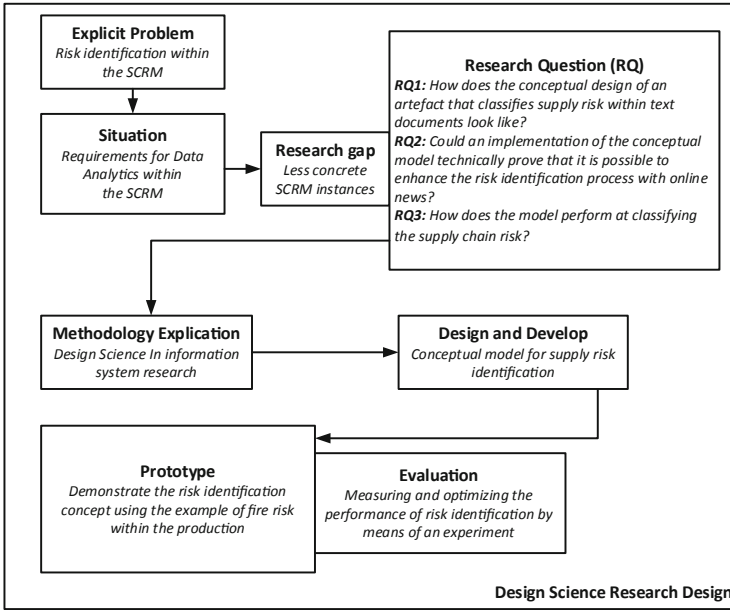 Explicit Problem
Risk identification within
the SCRM
Situation
Requirements for Data
Analytics within
the SCRM
Research gap
Less concrete
SCRM instances
Research Question (RQ)
RQ1: How does the conceptual design of an
artefact that classifies supply risk within text
documents look like?
RQ2: Could an implementation of the conceptual
model technically prove that it is possible to
enhance the risk identification process with online
news?
RQ3: How does the model perform at classifying
the supply chain risk?
Methodology Explication
Design Science In information
system research
Design and Develop
Conceptual model for supply risk
identification
Prototype
Demonstrate the risk identification
concept using the example of fire risk
within the production
Evaluation
Measuring and optimizing the
performance of risk identification by
means of an experiment
Design Science Research Design